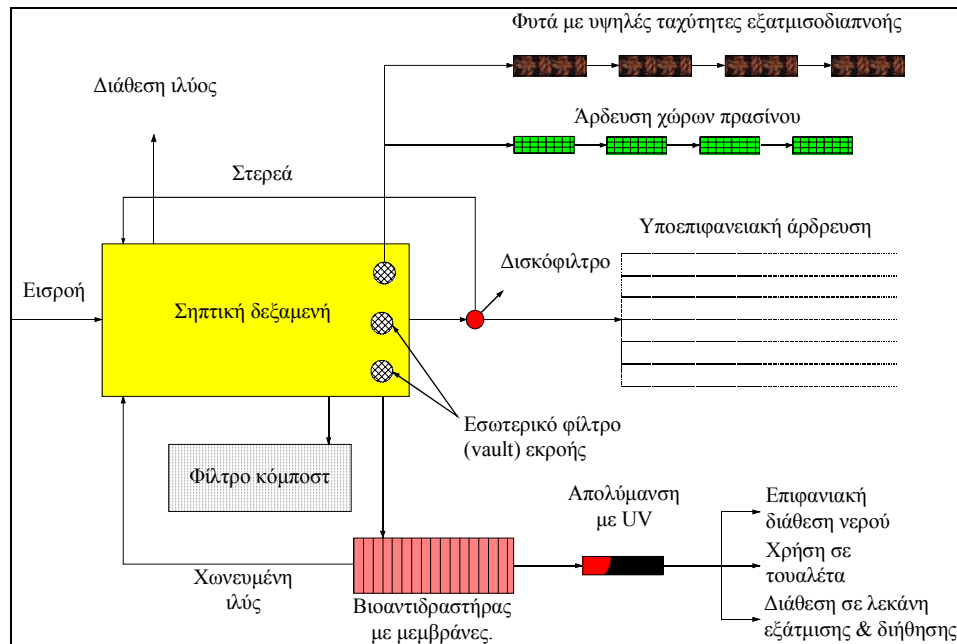 Φυτά με υψηλές ταχύτητες εξατμισοδιαπνοής
Διάθεση ιλύος
Άρδευση χώρων πρασίνου
Στερεά
Υποεπιφανειακή άρδρευση
Δισκόφιλτρο
Εισροή
Σηπτική δεξαμενή
Εσωτερικό φίλτρο
(vault) εκροής
Φίλτρο κόμποστ
Απολύμανση
με UV
Επιφανιακή
διάθεση νερού
Χρήση σε
τουαλέτα
Χωνευμένη
ιλύς
Βιοαντιδραστήρας
με μεμβράνες.
Διάθεση σε λεκάνη
εξάτμισης & διήθησης